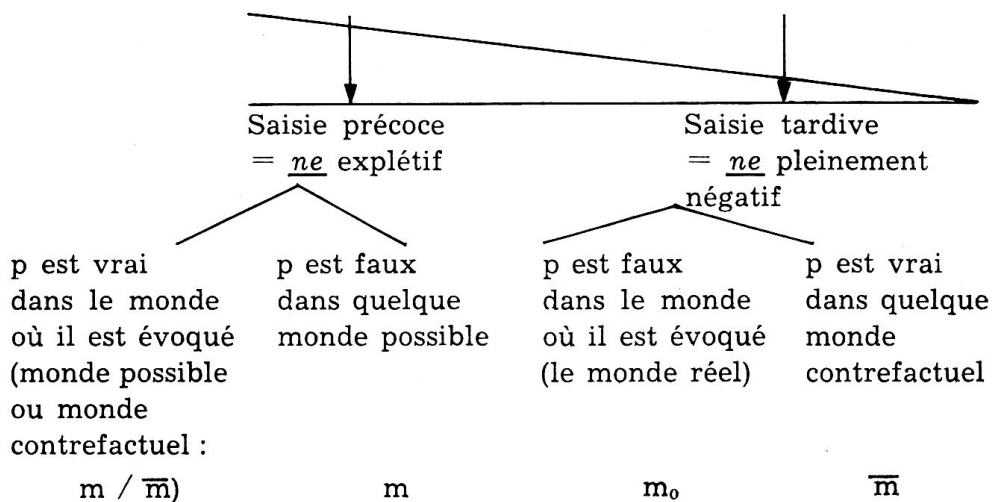 Saisie précoce
= ne explétif
Saisie tardive
= ne pleinement
négatif
p est vrai
dans le monde
où il est évoqué
(monde possible
ou monde
contrefactuel :
m / m̅)
p est faux
dans quelque
monde possible
m
p est faux
dans le monde
où il est évoqué
(le monde réel)
m₀
p est vrai
dans quelque
monde
contrefactuel
m̅